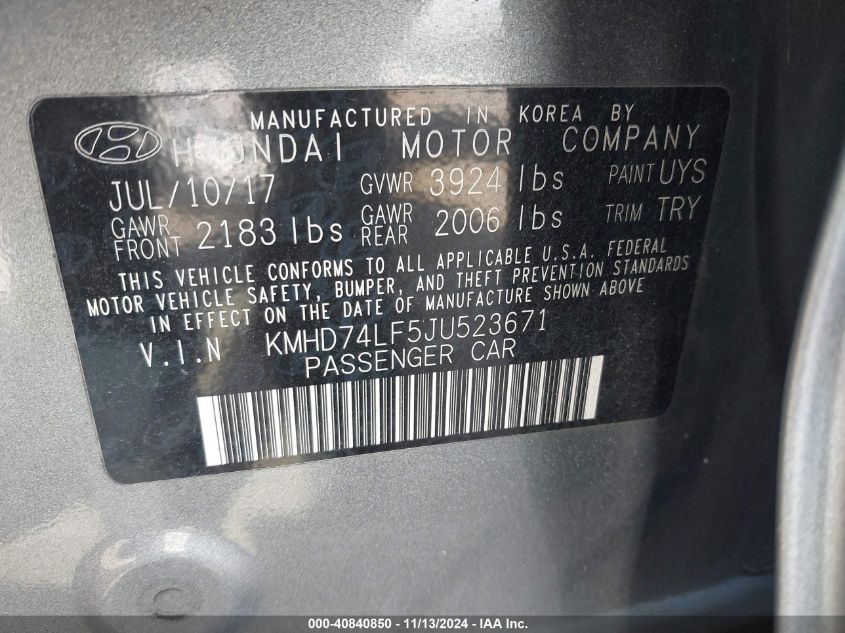 MANUFACTURED IN KOREA BY
HYUNDAI MOTOR COMPANY
JUL/10/17 GVWR 3924 lbs PAINT UYS
GAWR FRONT 2183 lbs GAWR REAR 2006 lbs TRIM TRY
THIS VEHICLE CONFORMS TO ALL APPLICABLE U.S.A. FEDERAL
MOTOR VEHICLE SAFETY, BUMPER, AND THEFT PREVENTION STANDARDS
IN EFFECT ON THE DATE OF MANUFACTURE SHOWN ABOVE
V.I.N KMHD74LF5JU523671
PASSENGER CAR
000-40840850 - 11/13/2024 - IAA Inc.